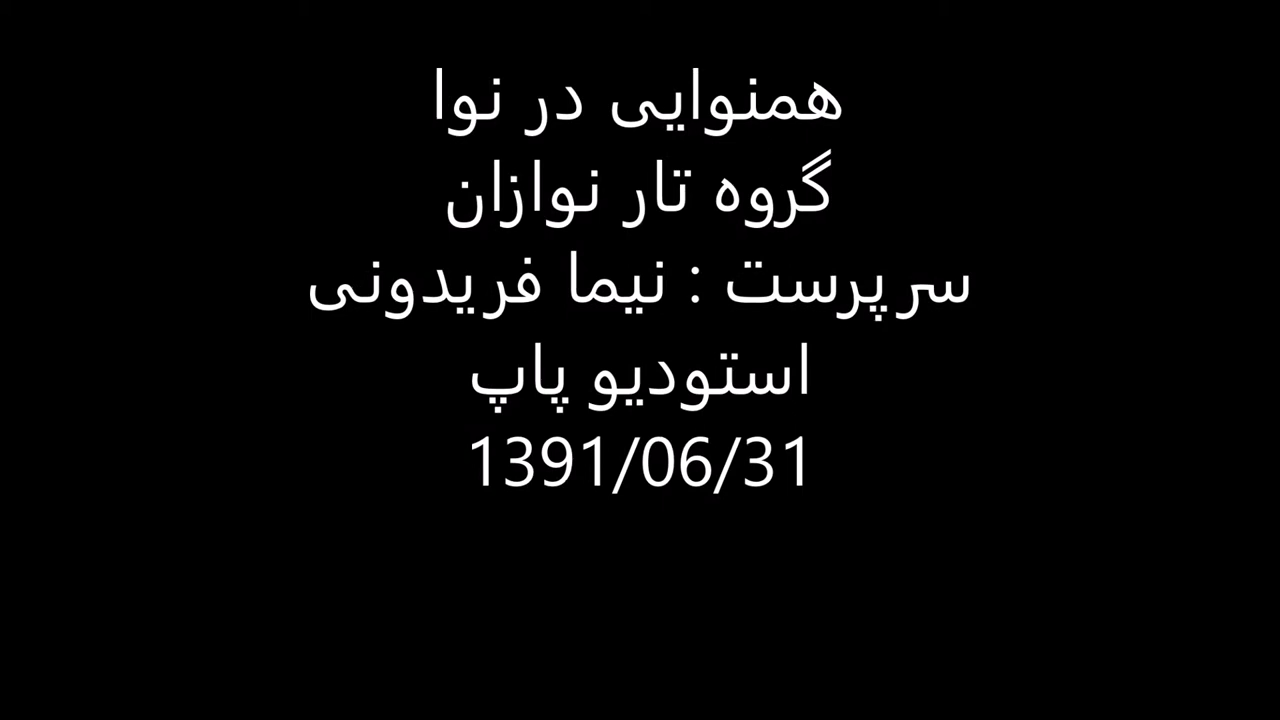 همنوایی در نوا
گروه تار نوازان
سرپرست : نیما فریدونی
استودیو پاپ
1391/06/31